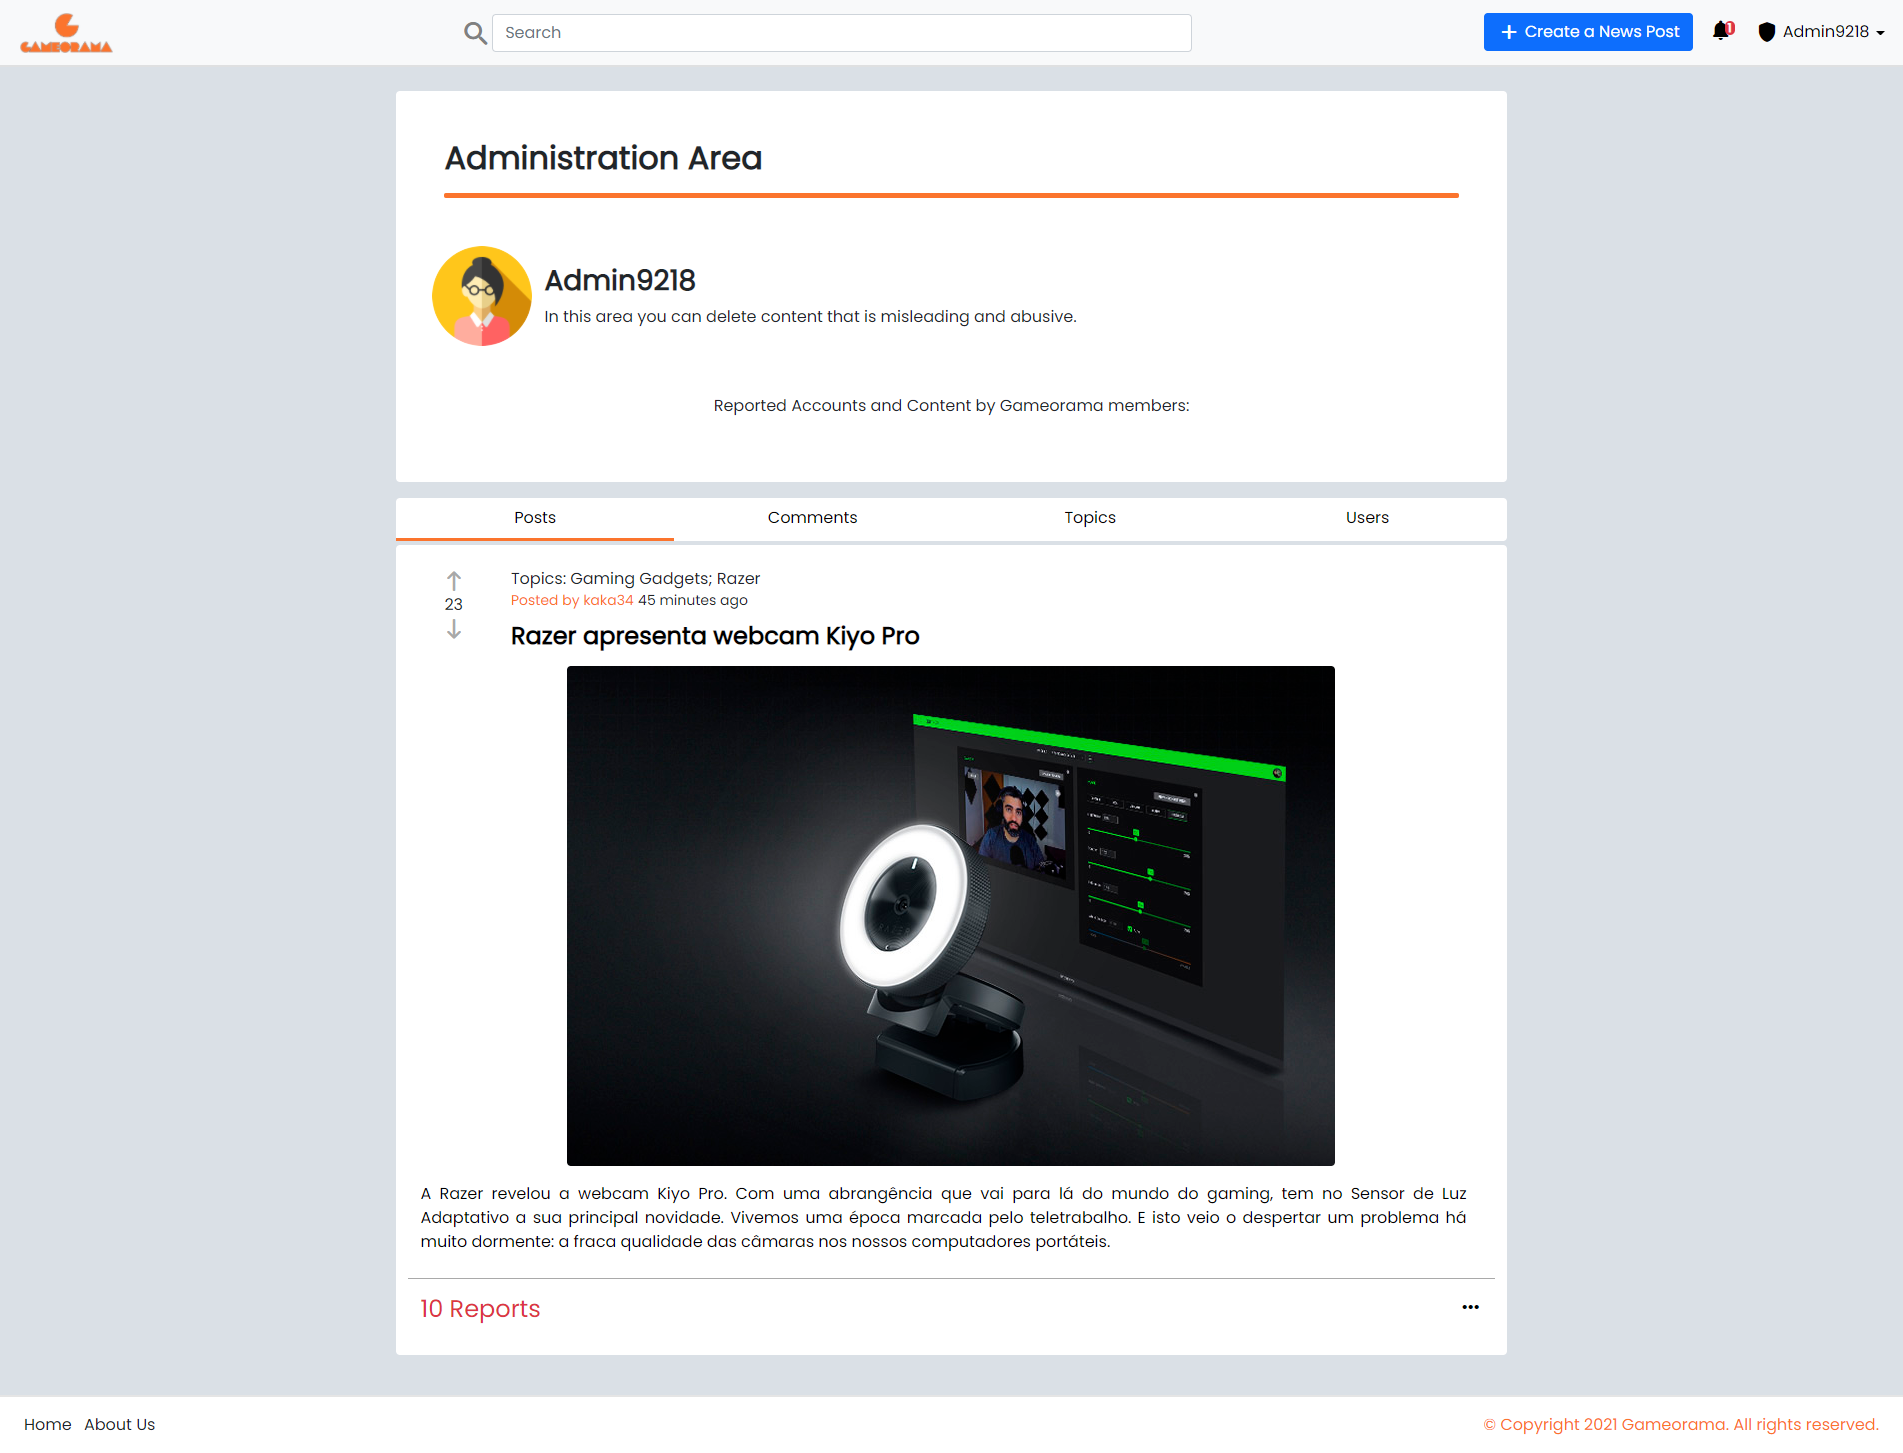 GAMEORAMA
Search
Create a News Post
1
Admin9218
Administration Area
Admin9218
In this area you can delete content that is misleading and abusive.
Reported Accounts and Content by Gameorama members:
Posts
Comments
Topics
Users
23
Topics: Gaming Gadgets; Razer
Posted by kaka34 45 minutes ago
Razer apresenta webcam Kiyo Pro
A Razer revelou a webcam Kiyo Pro. Com uma abrangência que vai para lá do mundo do gaming, tem no Sensor de Luz
Adaptativo a sua principal novidade. Vivemos uma época marcada pelo teletrabalho. E isto veio o despertar um problema há
muito dormente: a fraca qualidade das câmaras nos nossos computadores portáteis.
10 Reports
Home
About Us
© Copyright 2021 Gameorama. All rights reserved.